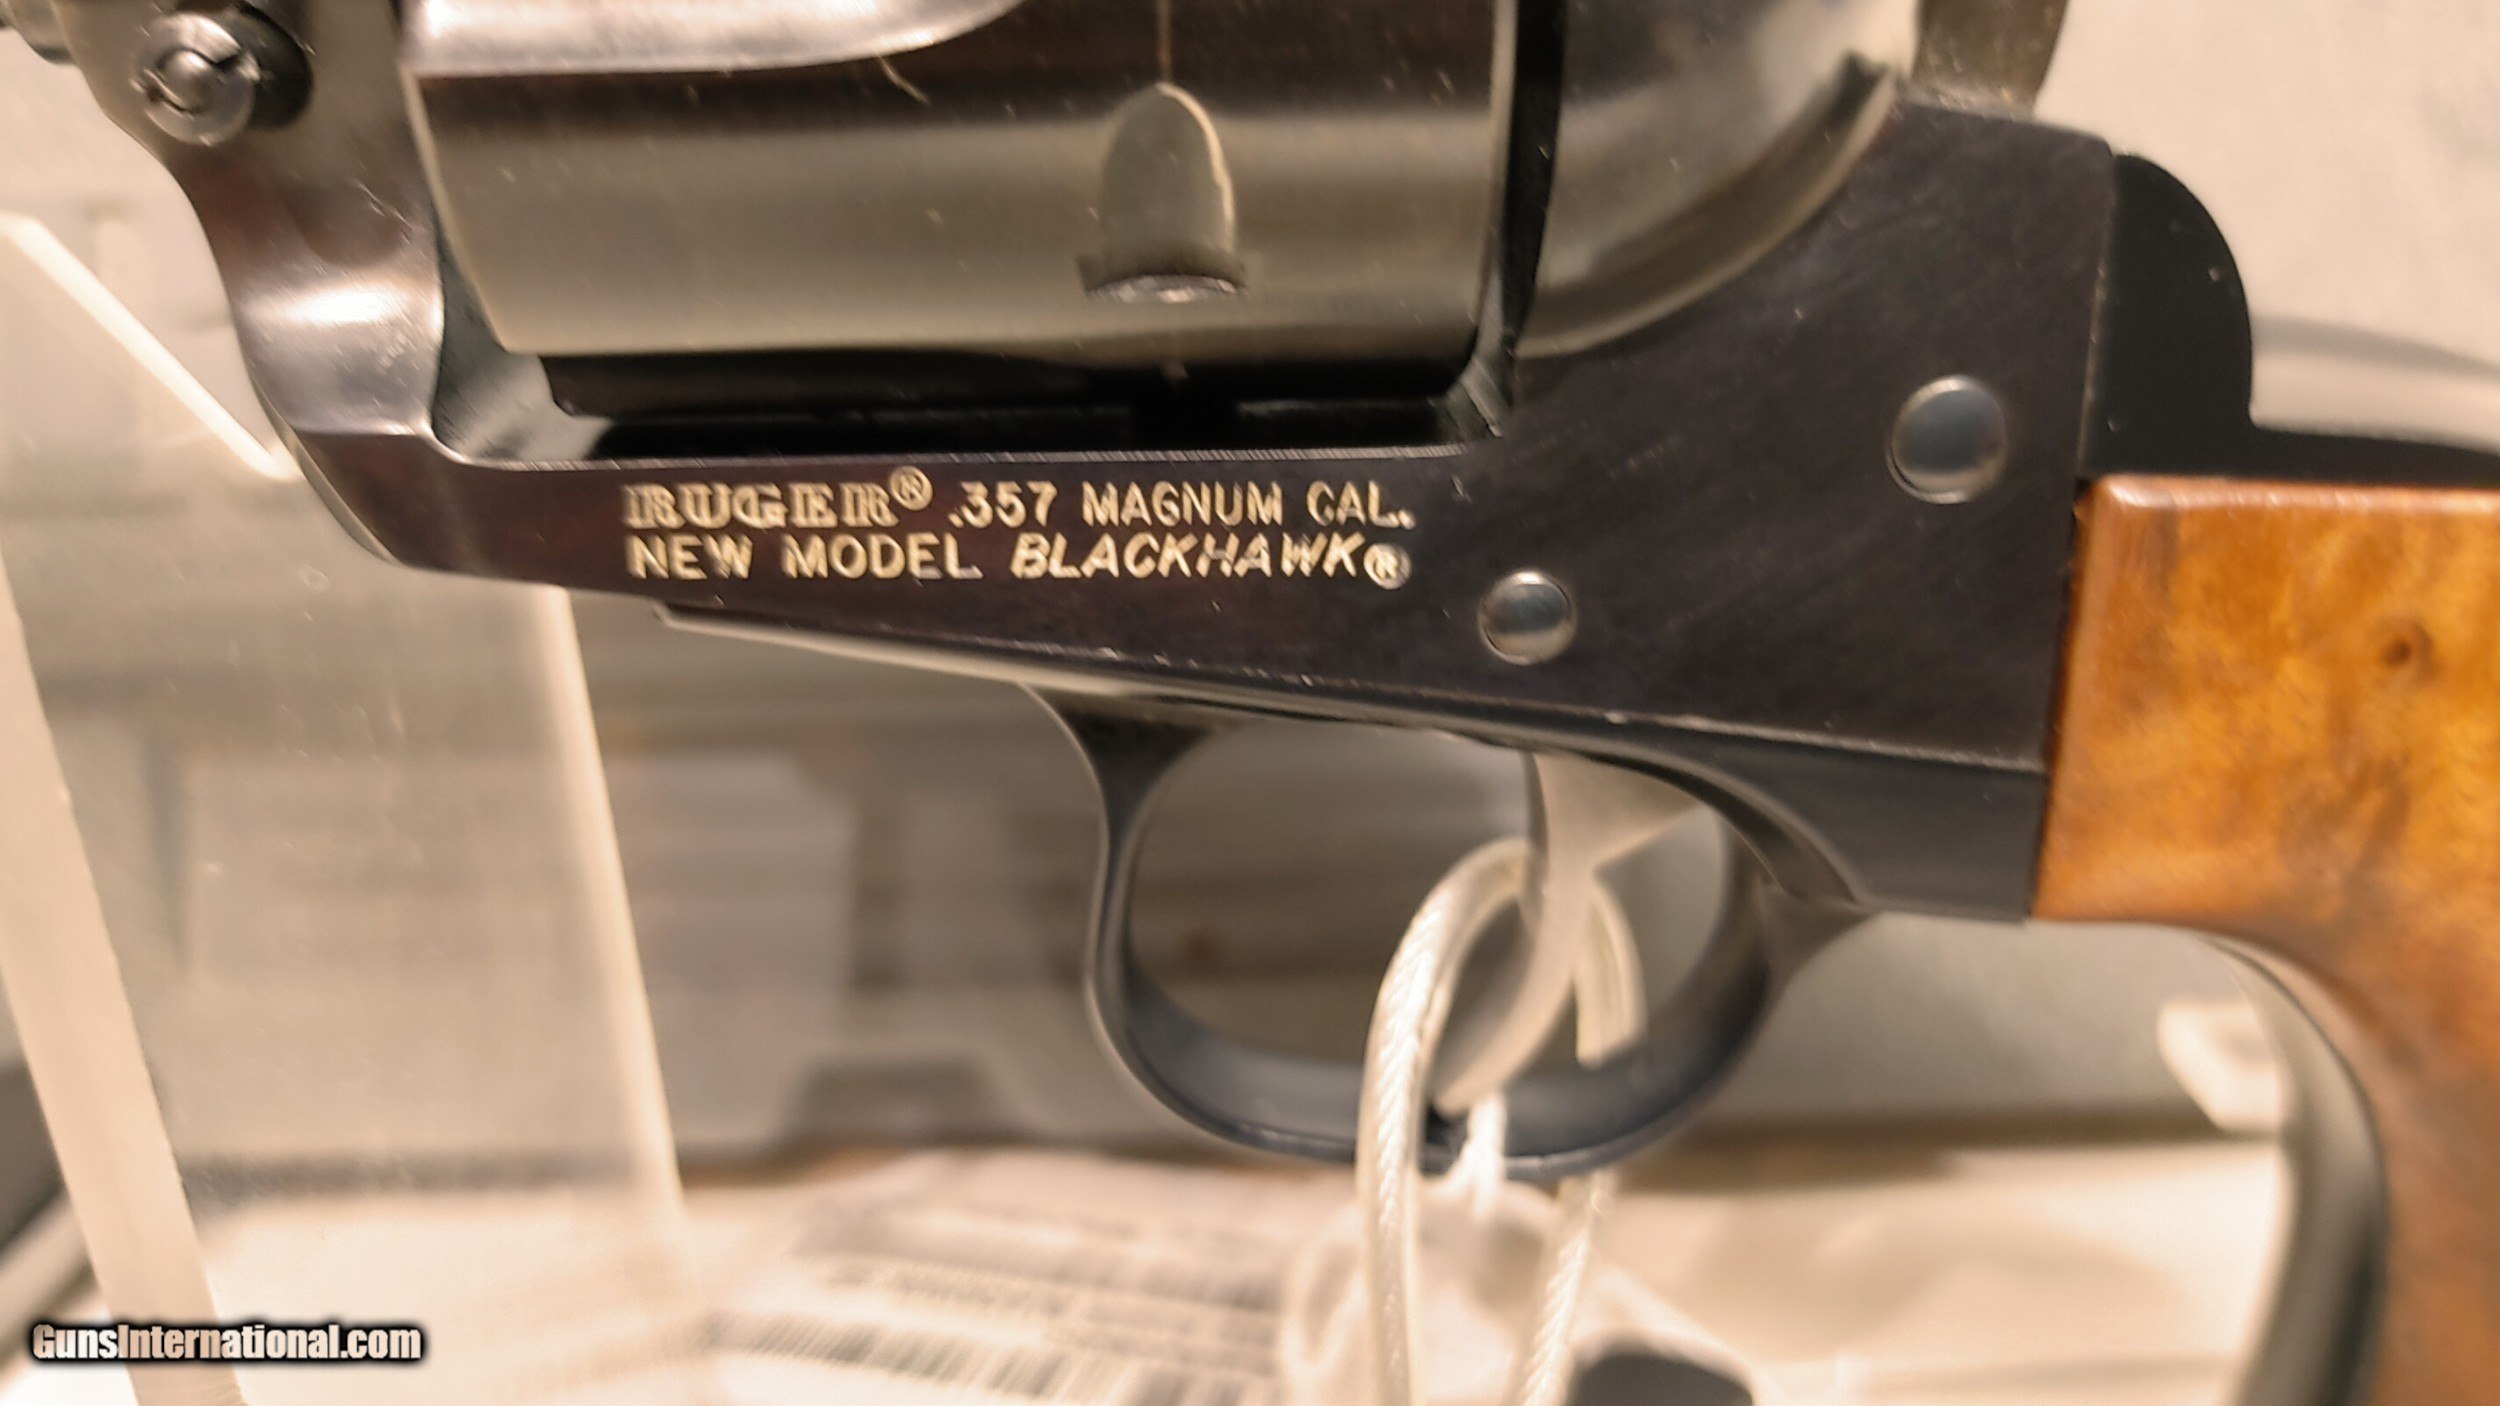 RUGER® .357 MAGNUM CAL.
NEW MODEL BLACKHAWK®
GunsInternational.com